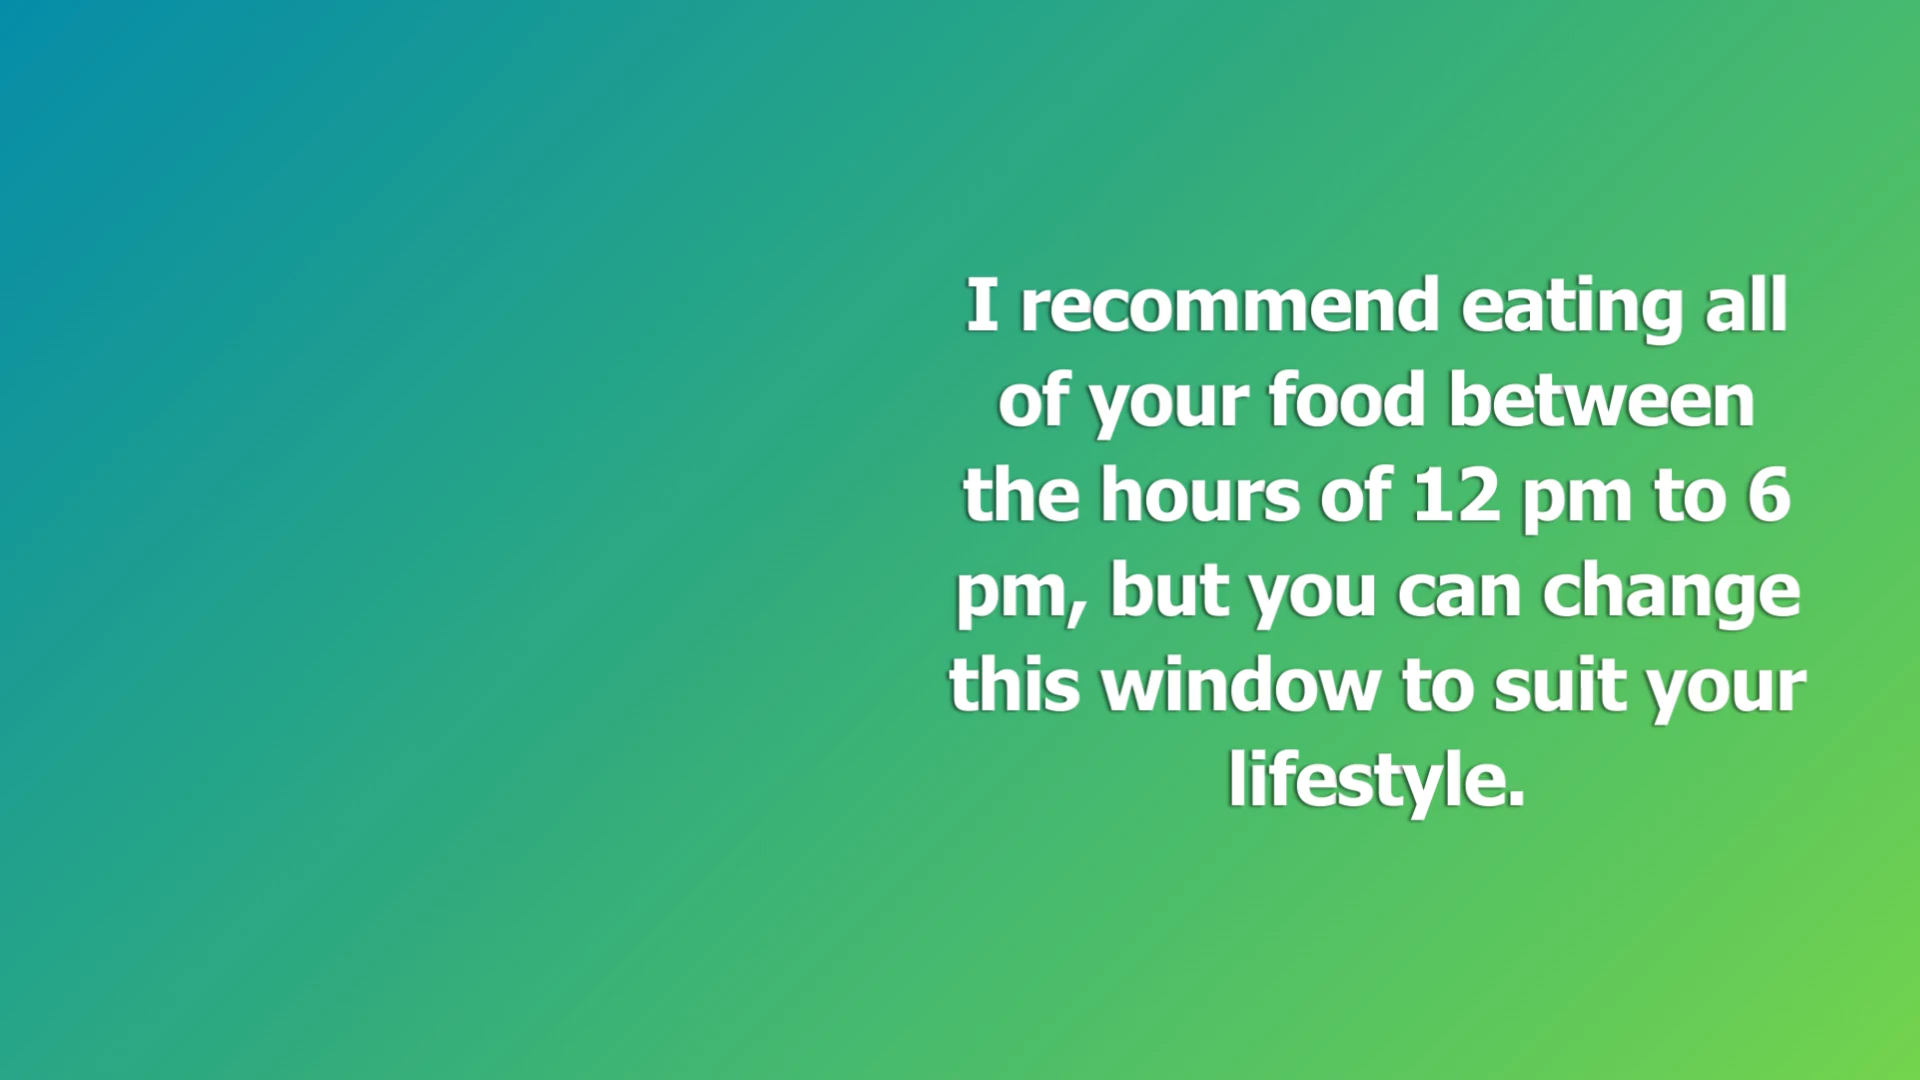 I recommend eating all
of your food between
the hours of 12 pm to 6
pm, but you can change
this window to suit your
lifestyle.